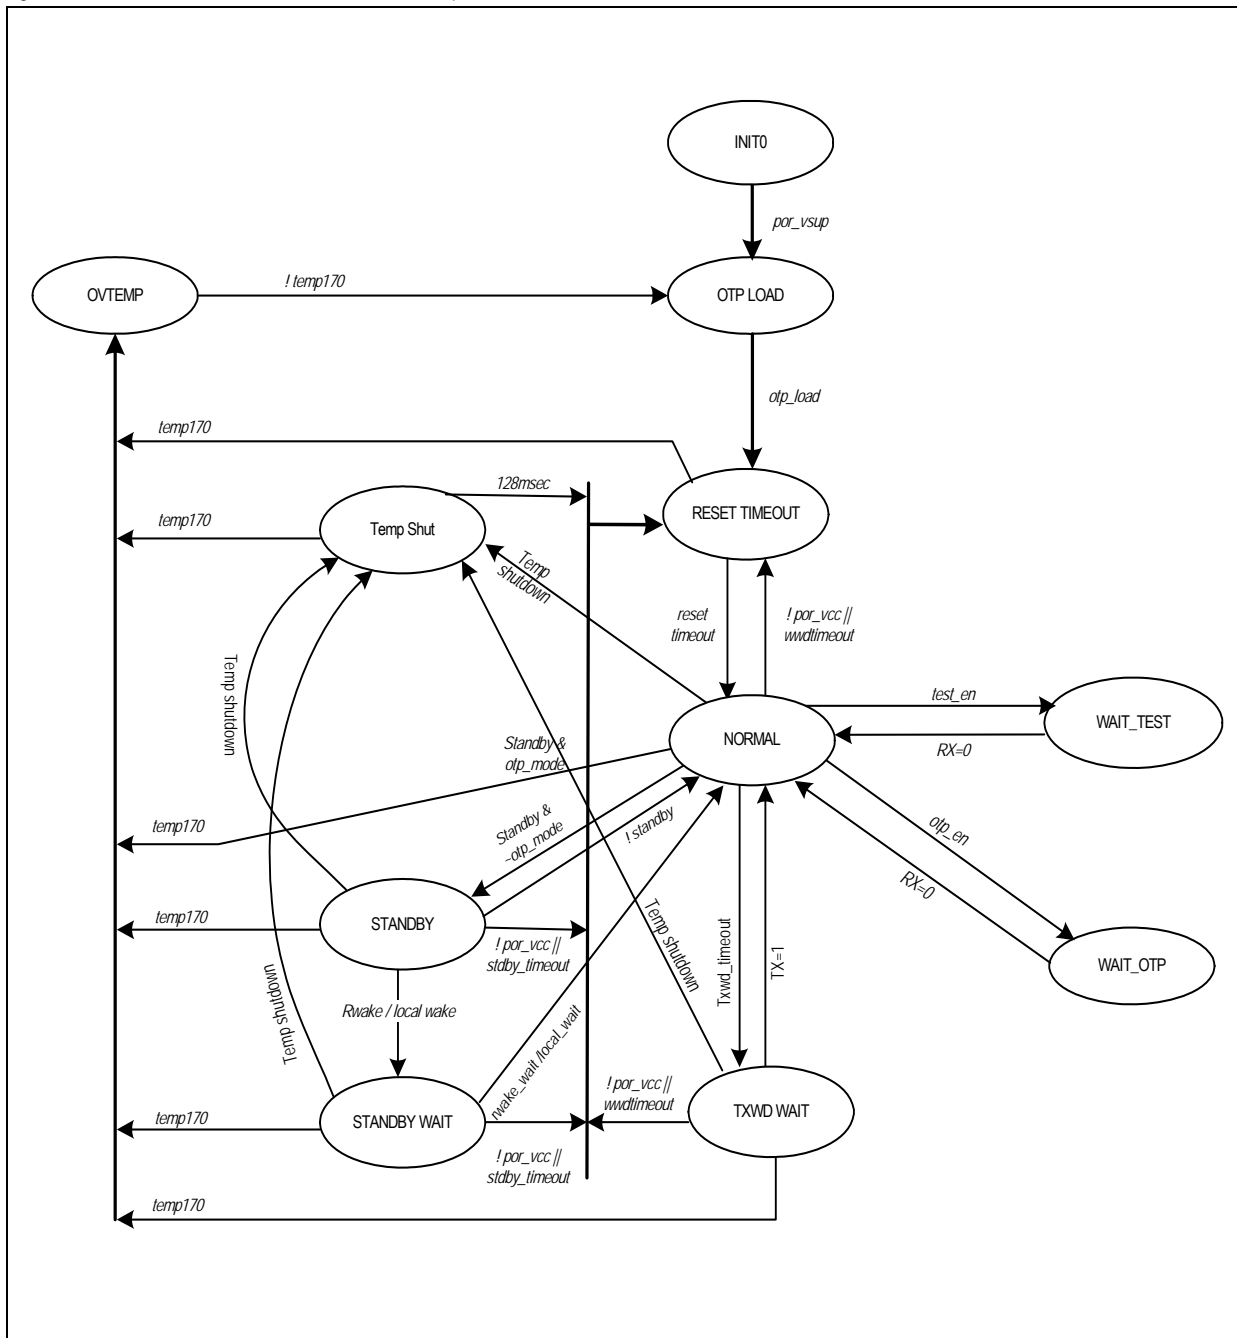 INIT0
por_vsup
OVTEMP
! temp170
OTP LOAD
otp_load
temp170
128msec
RESET TIMEOUT
temp170
Temp Shut
Temp
shutdown
reset
timeout
! por_vcc ||
wwdtimeout
Temp shutdown
test_en
WAIT_TEST
NORMAL
RX=0
Standby &
otp_mode
temp170
Standby &
~otp_mode
! standby
otp_en
RX=0
STANDBY
temp170
! por_vcc ||
stdby_timeout
Temp shutdown
Txwd_timeout
TX=1
WAIT_OTP
Temp shutdown
Rwake / local wake
rwake_wait /local_wait
! por_vcc ||
wwdtimeout
TXWD WAIT
temp170
STANDBY WAIT
! por_vcc ||
stdby_timeout
temp170